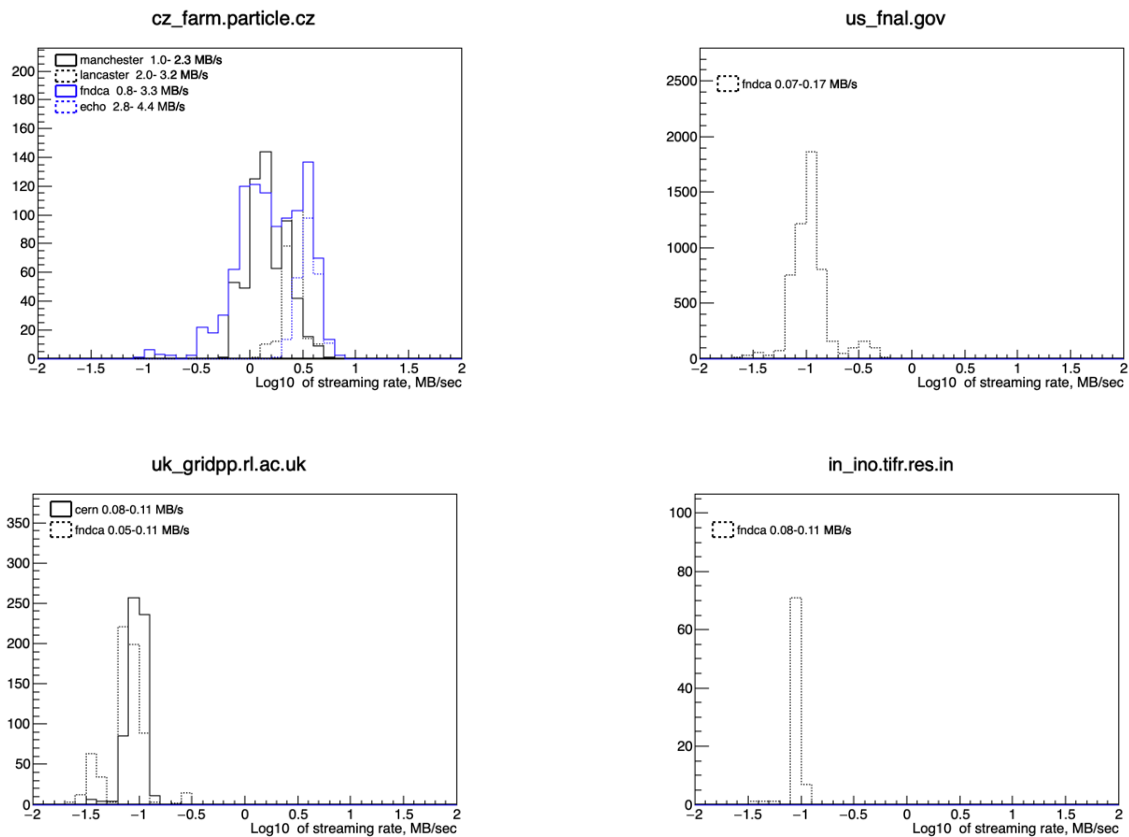 cz_farm.particle.cz
manchester 1.0- 2.3 MB/s
lancaster 2.0- 3.2 MB/s
fndca 0.8- 3.3 MB/s
echo 2.8- 4.4 MB/s
200
180
160
140
120
100
80
60
40
20
0
−2 −1.5 −1 −0.5 0 0.5 1 1.5 2
Log10 of streaming rate, MB/sec
us_fnal.gov
fndca 0.07-0.17 MB/s
2500
2000
1500
1000
500
0
−2 −1.5 −1 −0.5 0 0.5 1 1.5 2
Log10 of streaming rate, MB/sec
uk_gridpp.rl.ac.uk
cern 0.08-0.11 MB/s
fndca 0.05-0.11 MB/s
350
300
250
200
150
100
50
0
−2 −1.5 −1 −0.5 0 0.5 1 1.5 2
Log10 of streaming rate, MB/sec
in_ino.tifr.res.in
fndca 0.08-0.11 MB/s
100
80
60
40
20
0
−2 −1.5 −1 −0.5 0 0.5 1 1.5 2
Log10 of streaming rate, MB/sec